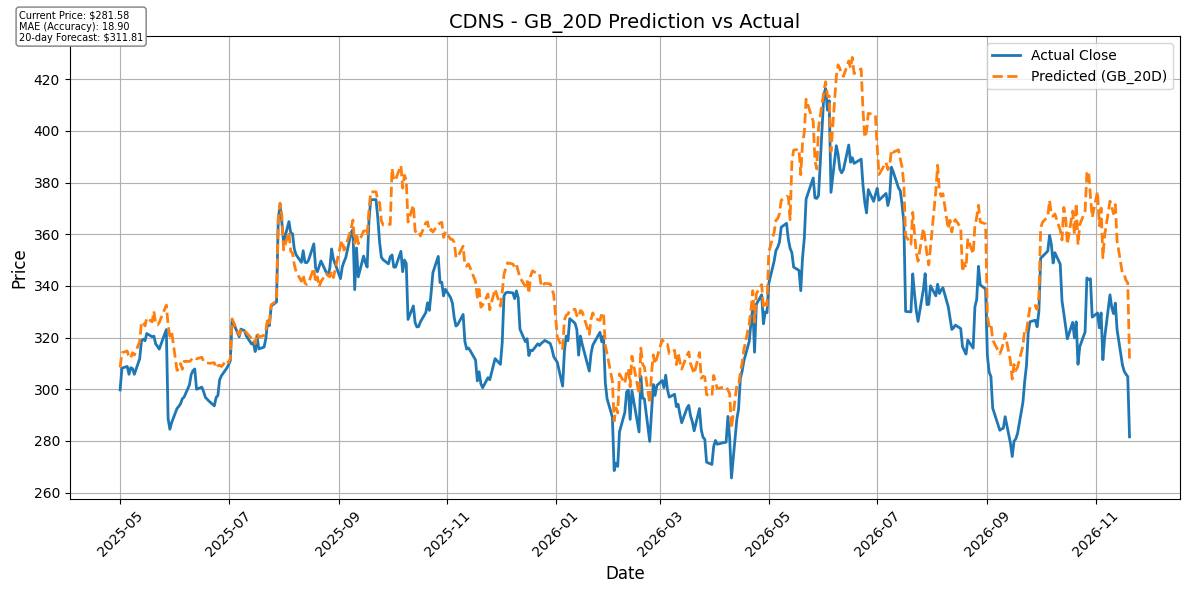 CDNS - GB_20D Prediction vs Actual
Current Price: $281.58
MAE (Accuracy): 18.90
20-day Forecast: $311.81
Actual Close
Predicted (GB_20D)
Price
420
400
380
360
340
320
300
280
260
2025-05
2025-07
2025-09
2025-11
2026-01
2026-03
2026-05
2026-07
2026-09
2026-11
Date